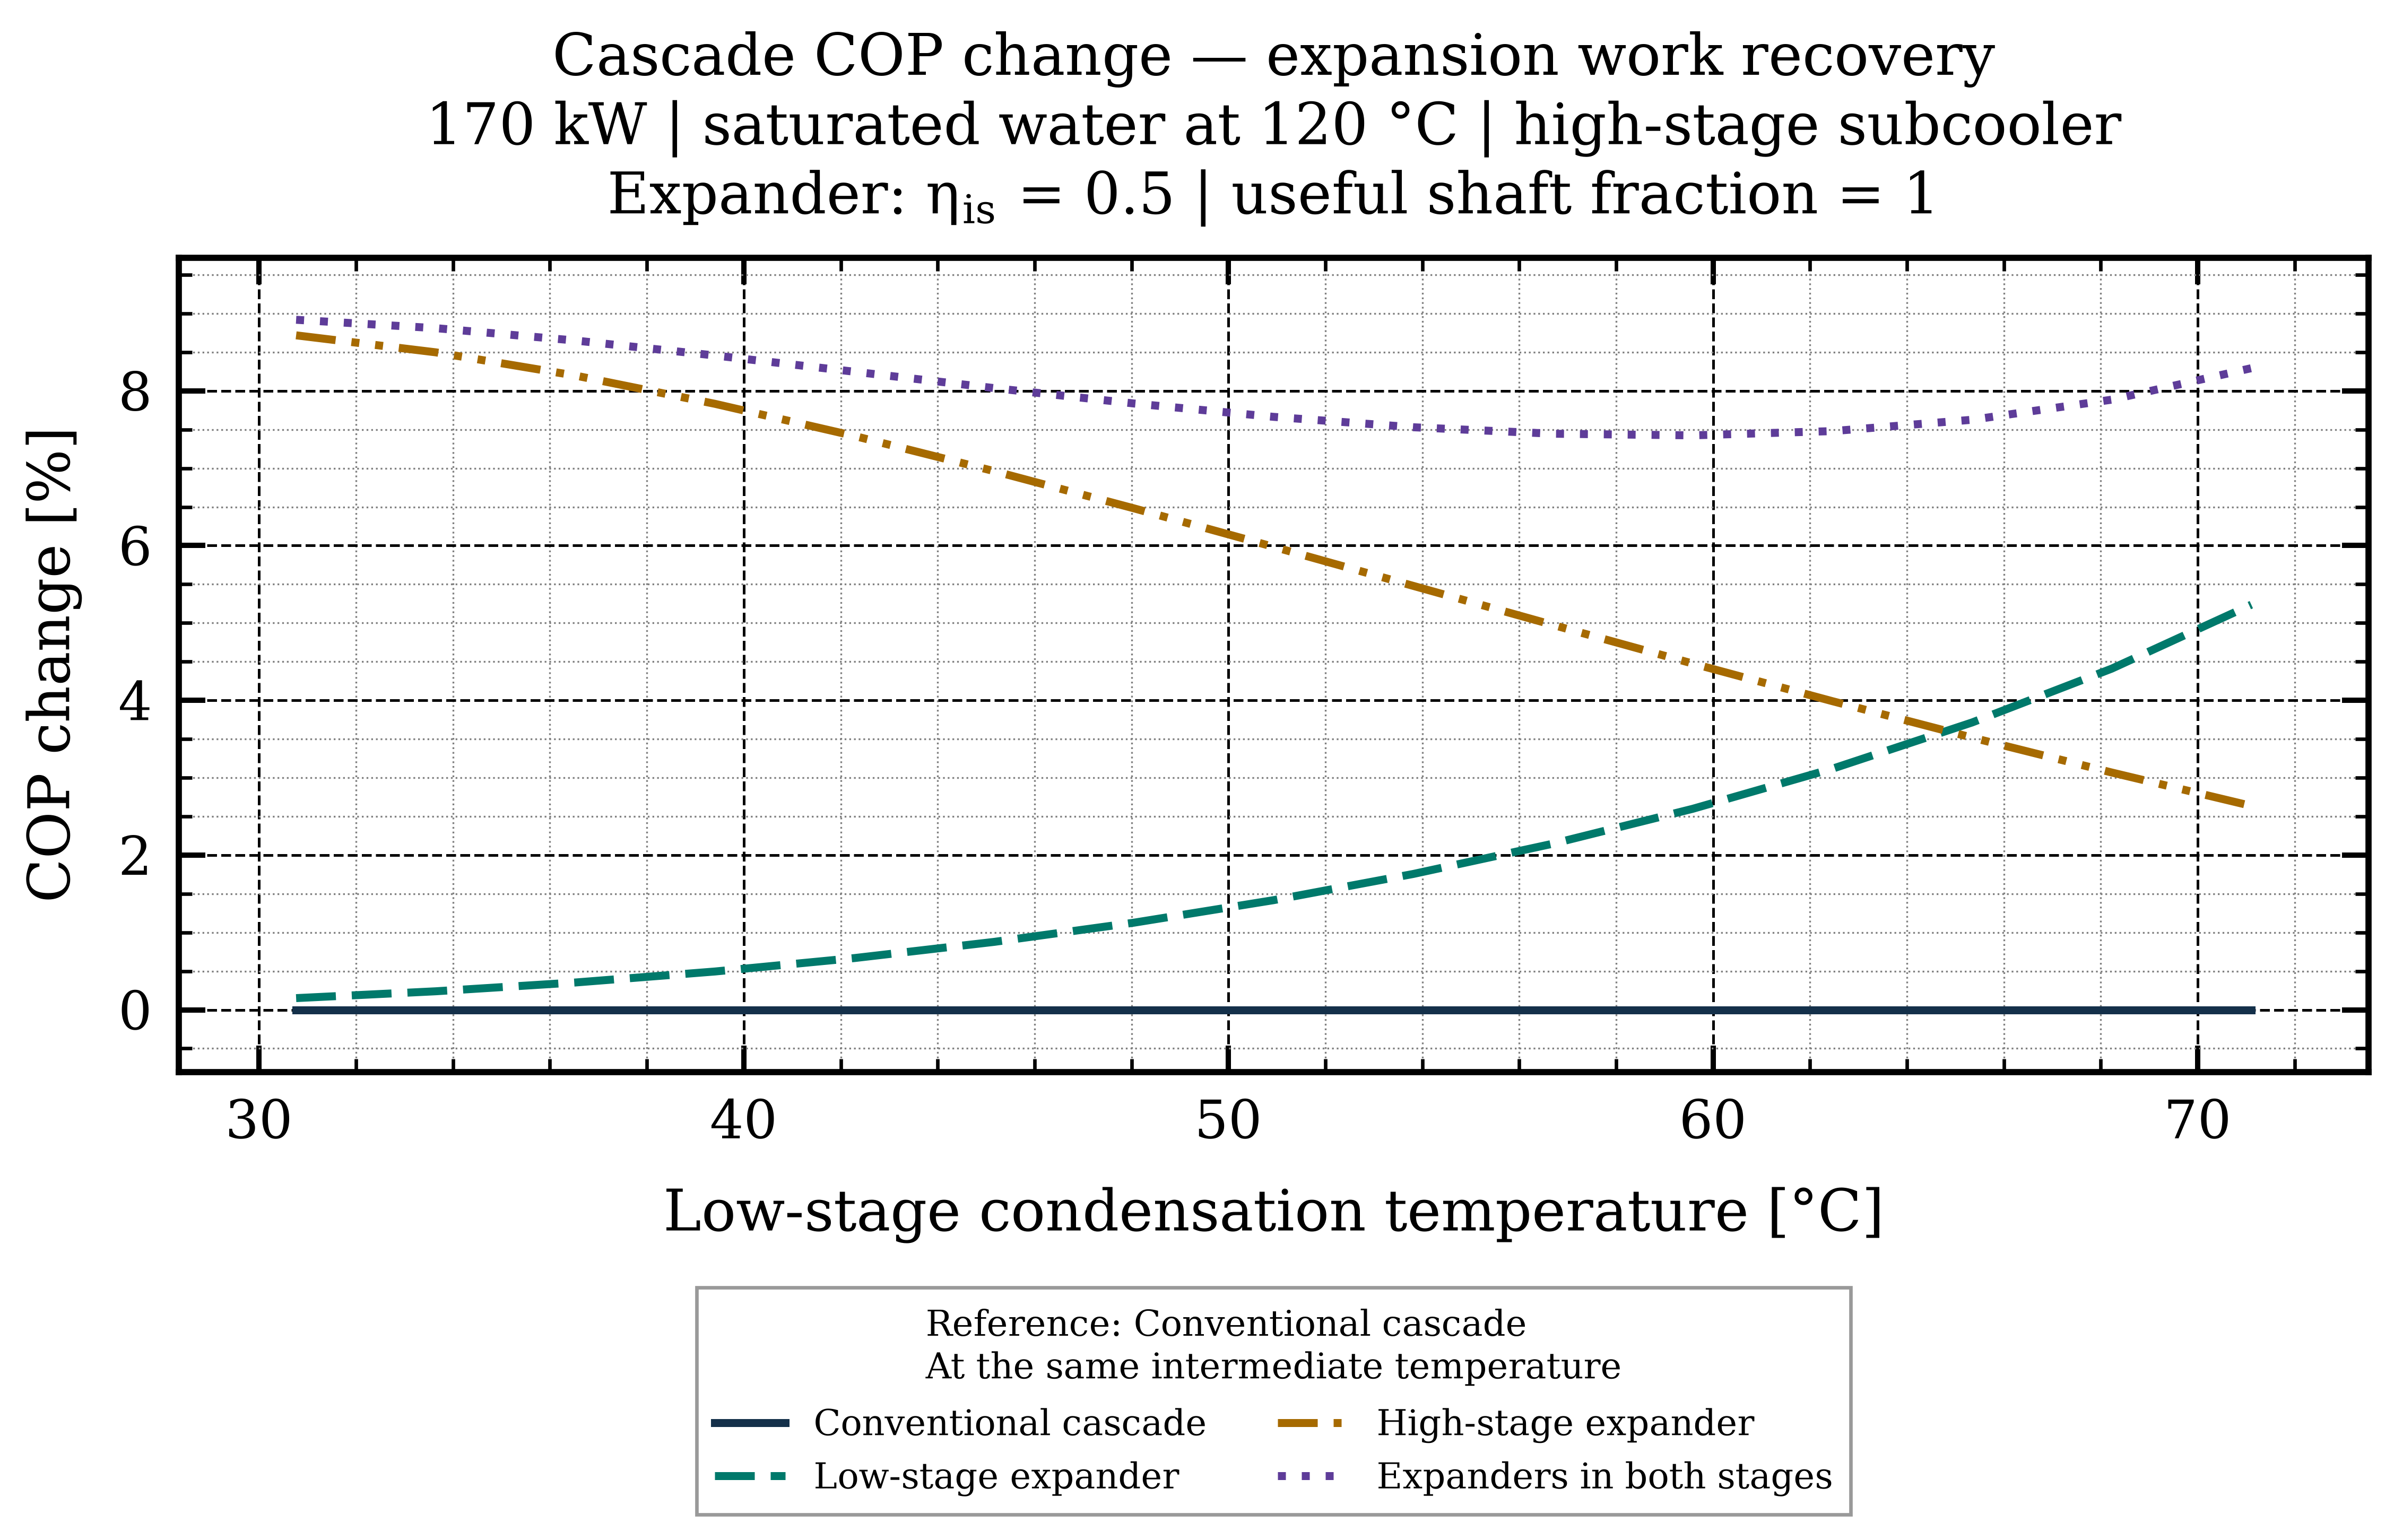 Cascade COP change — expansion work recovery
170 kW | saturated water at 120 °C | high-stage subcooler
Expander: ηis = 0.5 | useful shaft fraction = 1
COP change [%]
8
6
4
2
0
30 40 50 60 70
Low-stage condensation temperature [°C]
Reference: Conventional cascade
At the same intermediate temperature
Conventional cascade
Low-stage expander
High-stage expander
Expanders in both stages